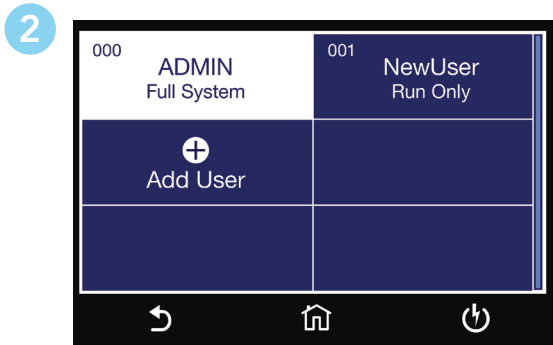 2
000
ADMIN
Full System
001
NewUser
Run Only
Add User